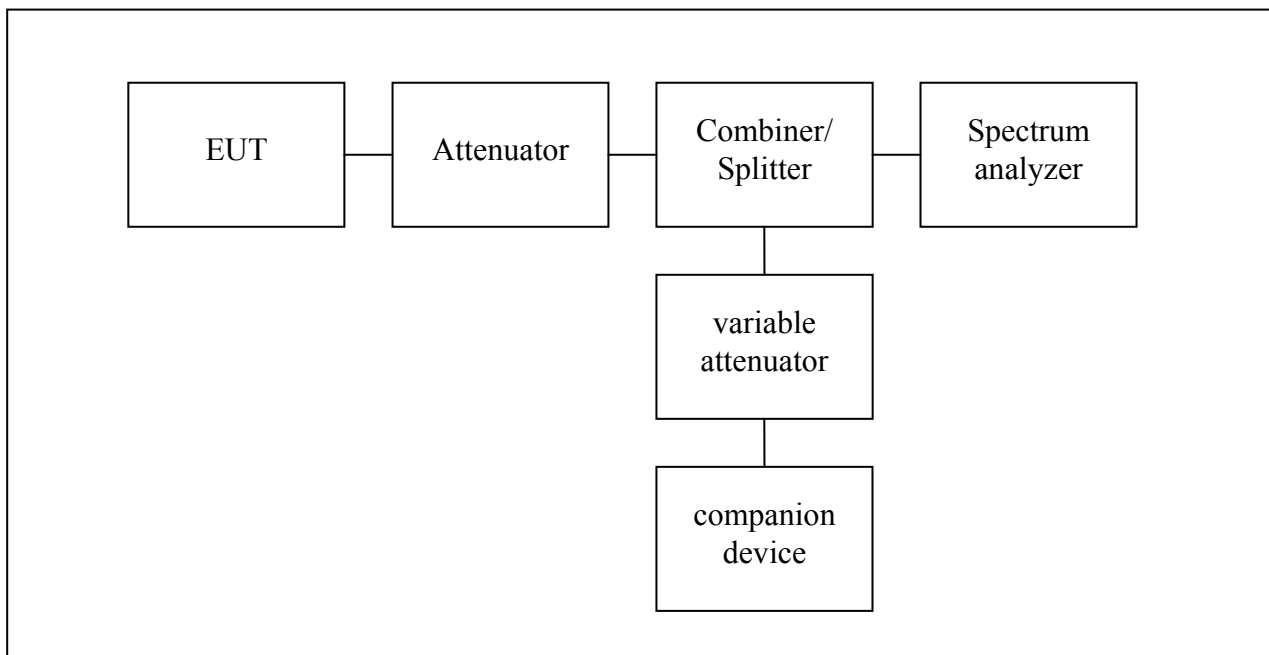 EUT
Attenuator
Combiner/
Splitter
Spectrum
analyzer
variable
attenuator
companion
device